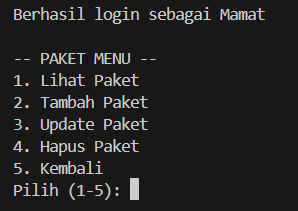 Berhasil login sebagai Mamat
-- PAKET MENU --
1. Lihat Paket
2. Tambah Paket
3. Update Paket
4. Hapus Paket
5. Kembali
Pilih (1-5):